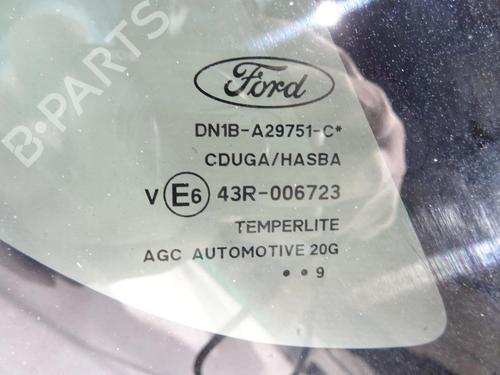 B-PARTS
Ford
DN1B-A29751-C*
CDUGA/HASBA
V E6 43R-006723
TEMPERLITE
AGC AUTOMOTIVE 20G
• • 9